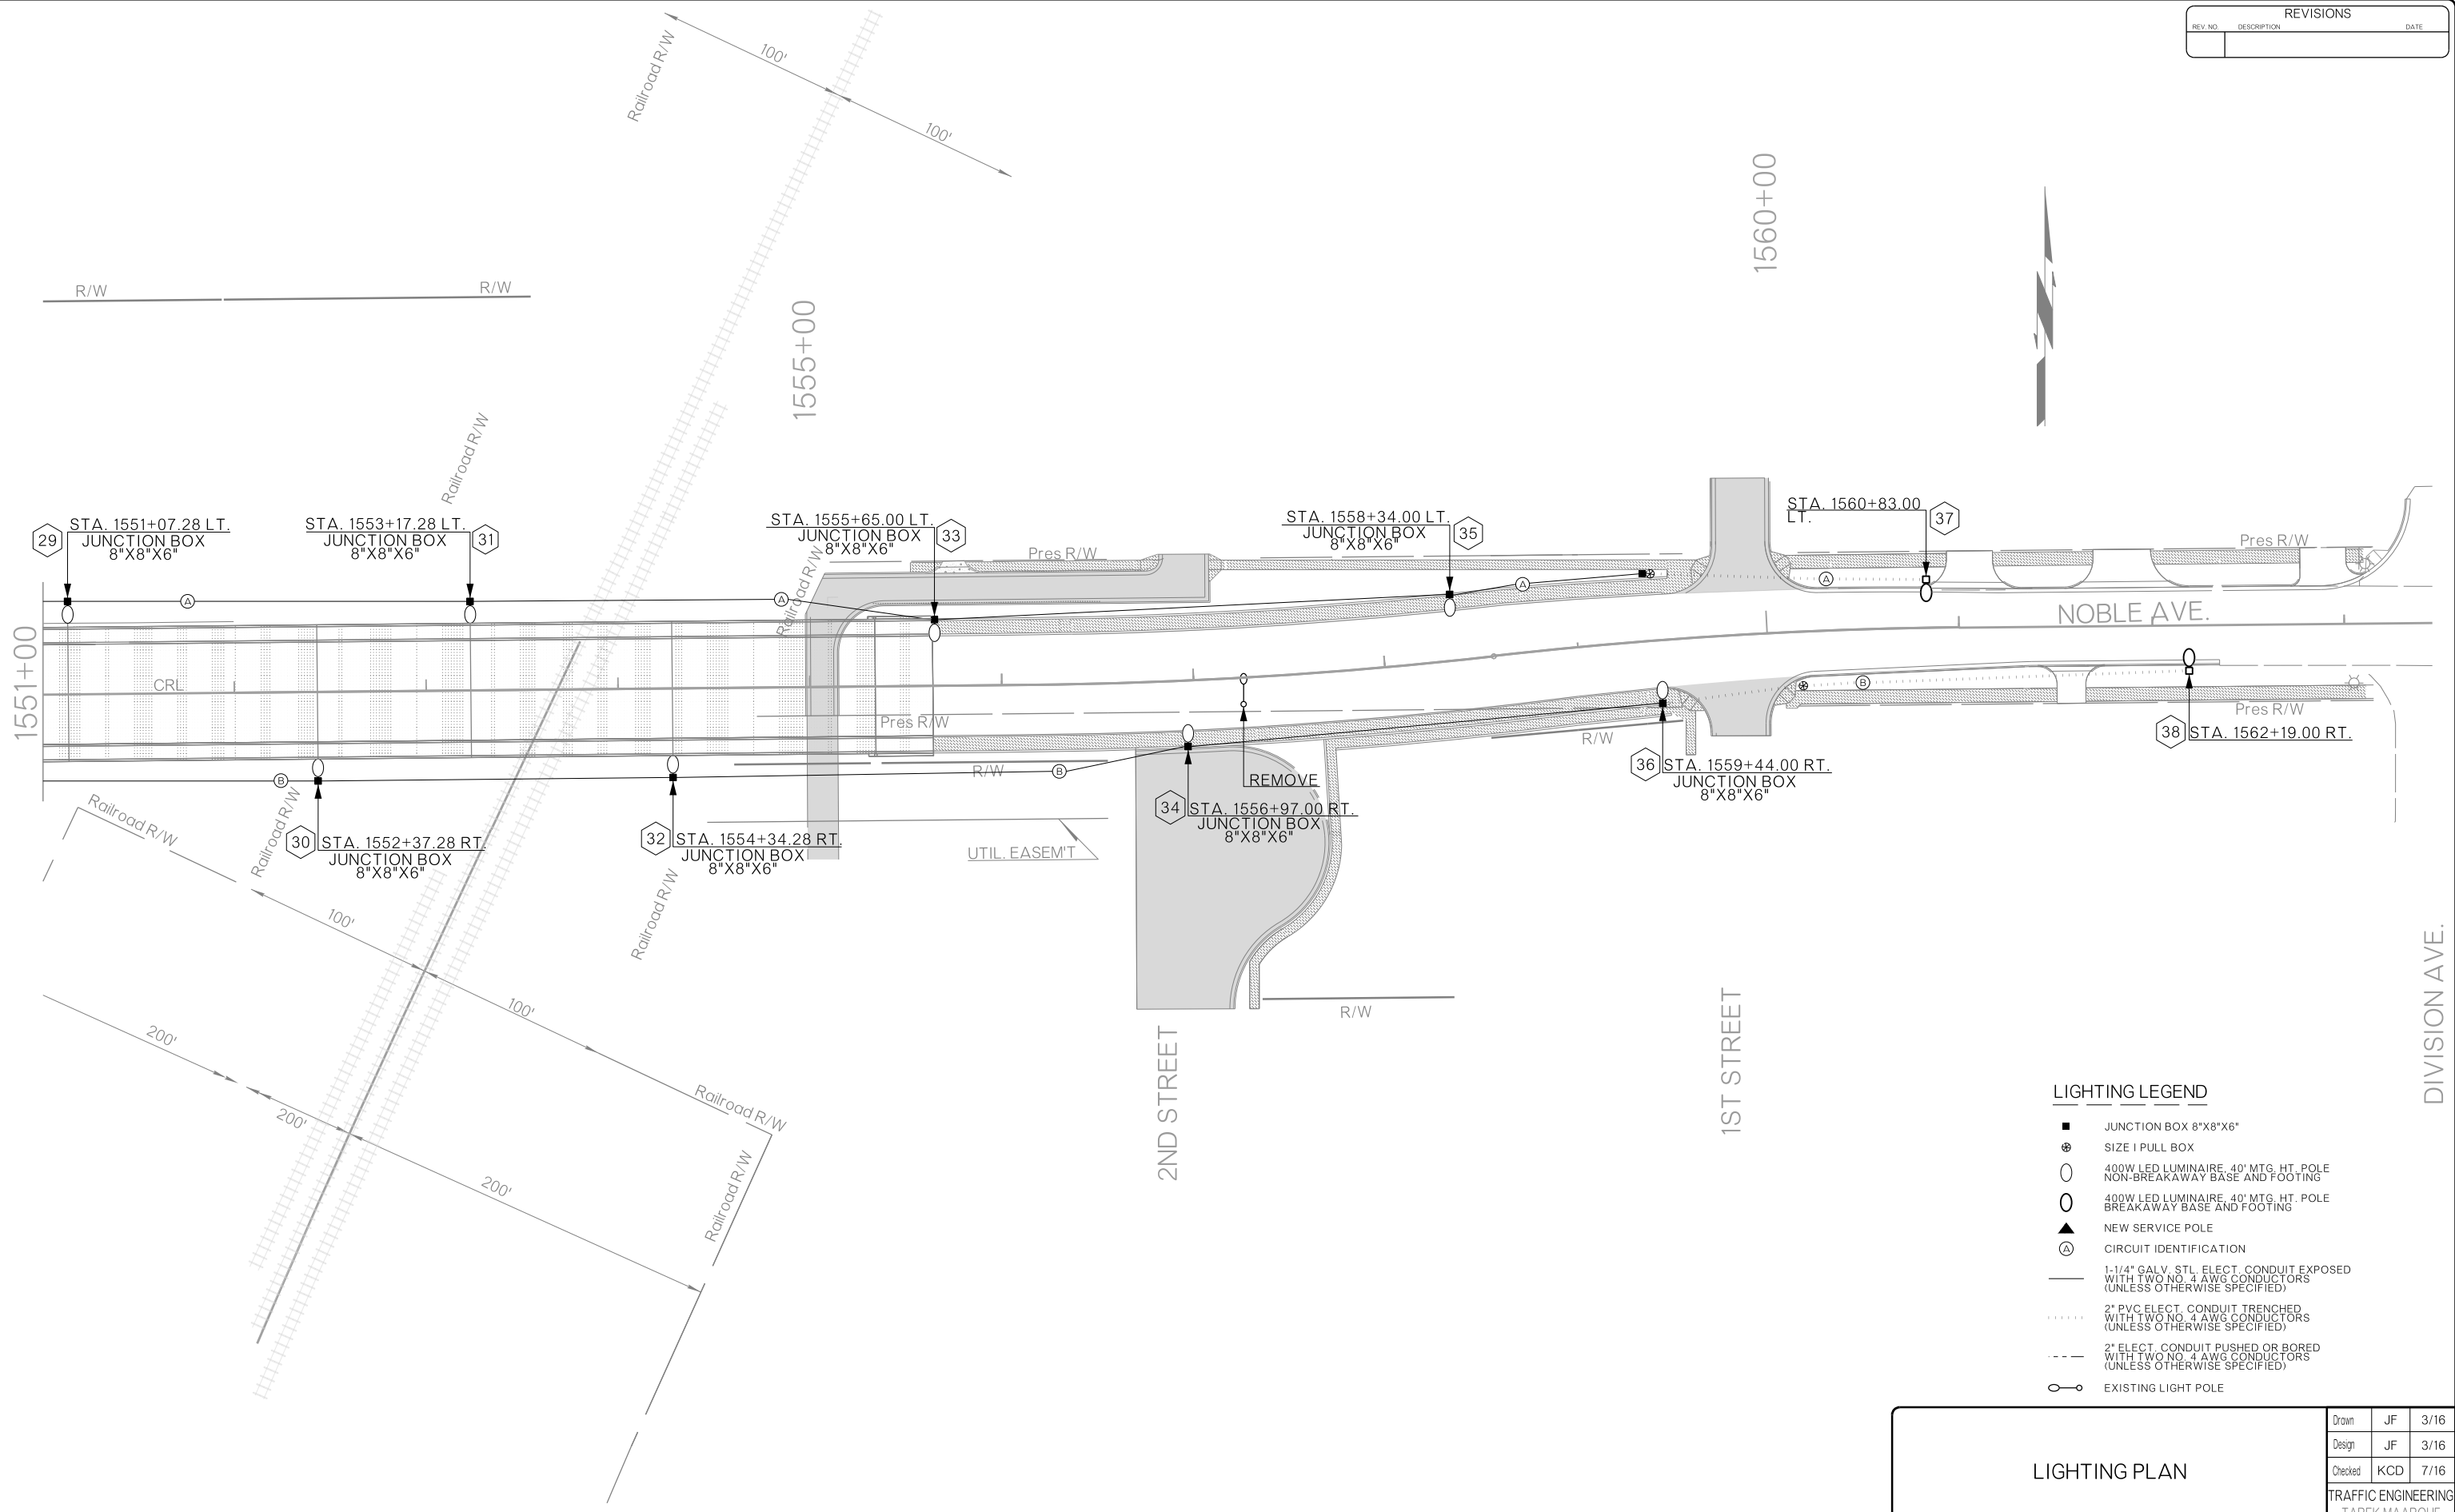 REVISIONS
REV. NO. DESCRIPTION DATE
Railroad R/W
100'
100'
1560+00
R/W R/W
1555+00
Railroad R/W
29 STA. 1551+07.28 LT.
JUNCTION BOX
8"X8"X6"
STA. 1553+17.28 LT. 31
JUNCTION BOX
8"X8"X6"
STA. 1555+65.00 LT. 33
JUNCTION BOX
8"X8"X6"
STA. 1558+34.00 LT. 35
JUNCTION BOX
8"X8"X6"
STA. 1560+83.00
LT.
37
Pres R/W
Pres R/W
Railroad R/W
A
A
A
A
NOBLE AVE.
1551+00
CRL
Pres R/W
R/W
B
Pres R/W
38 STA. 1562+19.00 RT.
36 STA. 1559+44.00 RT.
JUNCTION BOX
8"X8"X6"
B
R/W
B
REMOVE
34 STA. 1556+97.00 RT.
JUNCTION BOX
8"X8"X6"
Railroad R/W
Railroad R/W
30 STA. 1552+37.28 RT.
JUNCTION BOX
8"X8"X6"
32 STA. 1554+34.28 RT.
JUNCTION BOX
8"X8"X6"
UTIL. EASEM'T
Railroad R/W
100'
100'
200'
200'
200'
R/W
2ND STREET
1ST STREET
DIVISION AVE.
Railroad R/W
Railroad R/W
LIGHTING LEGEND
JUNCTION BOX 8"X8"X6"
SIZE I PULL BOX
400W LED LUMINAIRE, 40' MTG. HT. POLE
NON-BREAKAWAY BASE AND FOOTING
400W LED LUMINAIRE, 40' MTG. HT. POLE
BREAKAWAY BASE AND FOOTING
NEW SERVICE POLE
A CIRCUIT IDENTIFICATION
1-1/4" GALV. STL. ELECT. CONDUIT EXPOSED
WITH TWO NO. 4 AWG CONDUCTORS
(UNLESS OTHERWISE SPECIFIED)
2" PVC ELECT. CONDUIT TRENCHED
WITH TWO NO. 4 AWG CONDUCTORS
(UNLESS OTHERWISE SPECIFIED)
2" ELECT. CONDUIT PUSHED OR BORED
WITH TWO NO. 4 AWG CONDUCTORS
(UNLESS OTHERWISE SPECIFIED)
EXISTING LIGHT POLE
LIGHTING PLAN
Drawn JF 3/16
Design JF 3/16
Checked KCD 7/16
TRAFFIC ENGINEERING